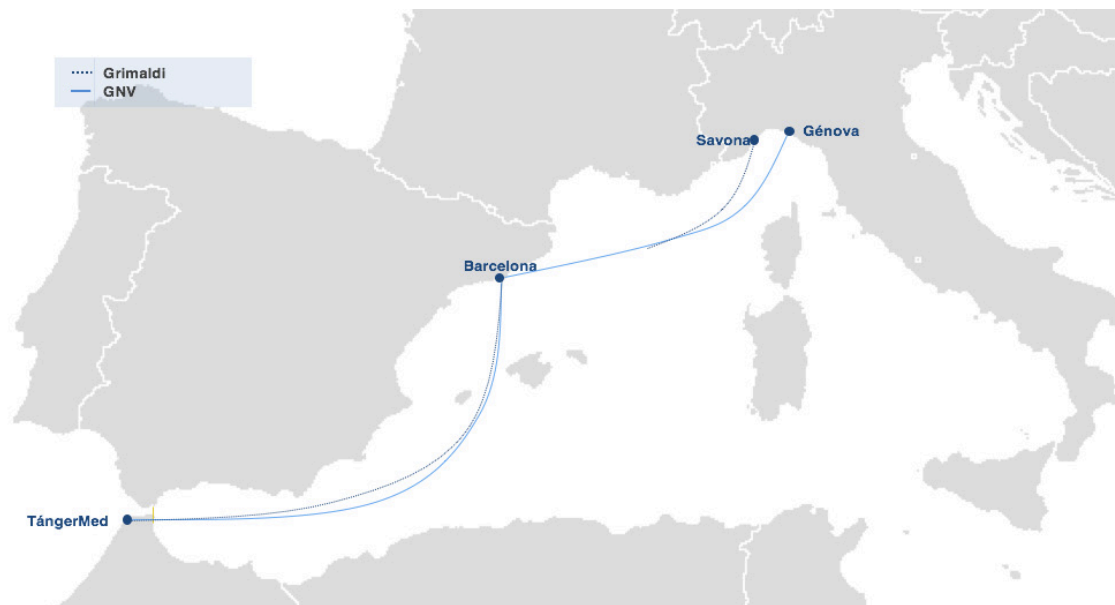 Grimaldi
GNV
Savona
Génova
Barcelona
TángerMed